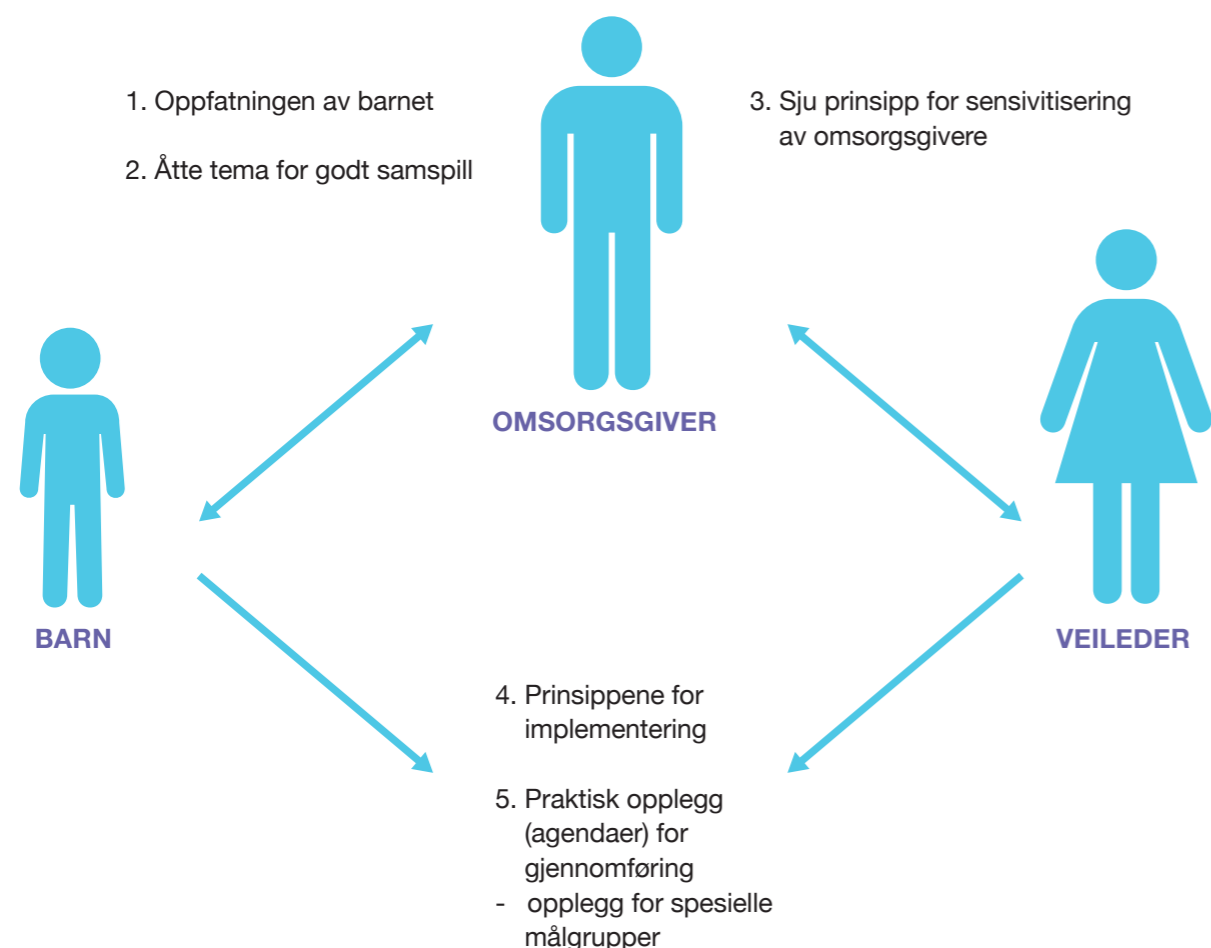 1. Oppfatningen av barnet
2. Åtte tema for godt samspill
3. Sju prinsipp for sensivitisering
av omsorgsgivere
OMSORGSGIVER
BARN
VEILEDER
4. Prinsippene for
implementering
5. Praktisk opplegg
(agendaer) for
gjennomføring
- opplegg for spesielle
målgrupper